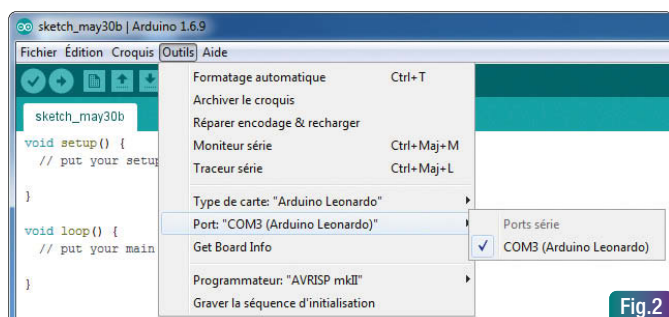 sketch_may30b | Arduino 1.6.9
Fichier Édition Croquis Outils Aide
sketch_may30b
void setup() {
// put your setup
}
void loop() {
// put your main
}
Formatage automatique Ctrl+T
Archiver le croquis
Réparer encodage & recharger
Moniteur série Ctrl+Maj+M
Traceur série Ctrl+Maj+L
Type de carte: "Arduino Leonardo"
Port: "COM3 (Arduino Leonardo)"
Get Board Info
Programmateur: "AVRISP mkII"
Graver la séquence d'initialisation
Ports série
COM3 (Arduino Leonardo)
Fig.2